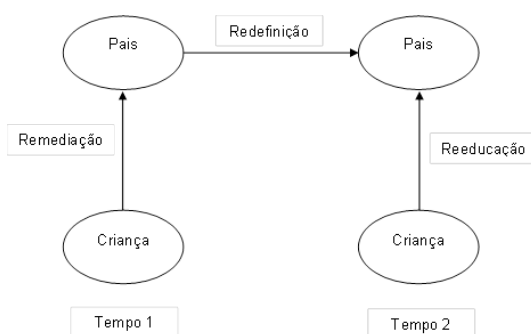 Pais
Redefinição
Pais
Remediação
Reeducação
Criança
Criança
Tempo 1
Tempo 2